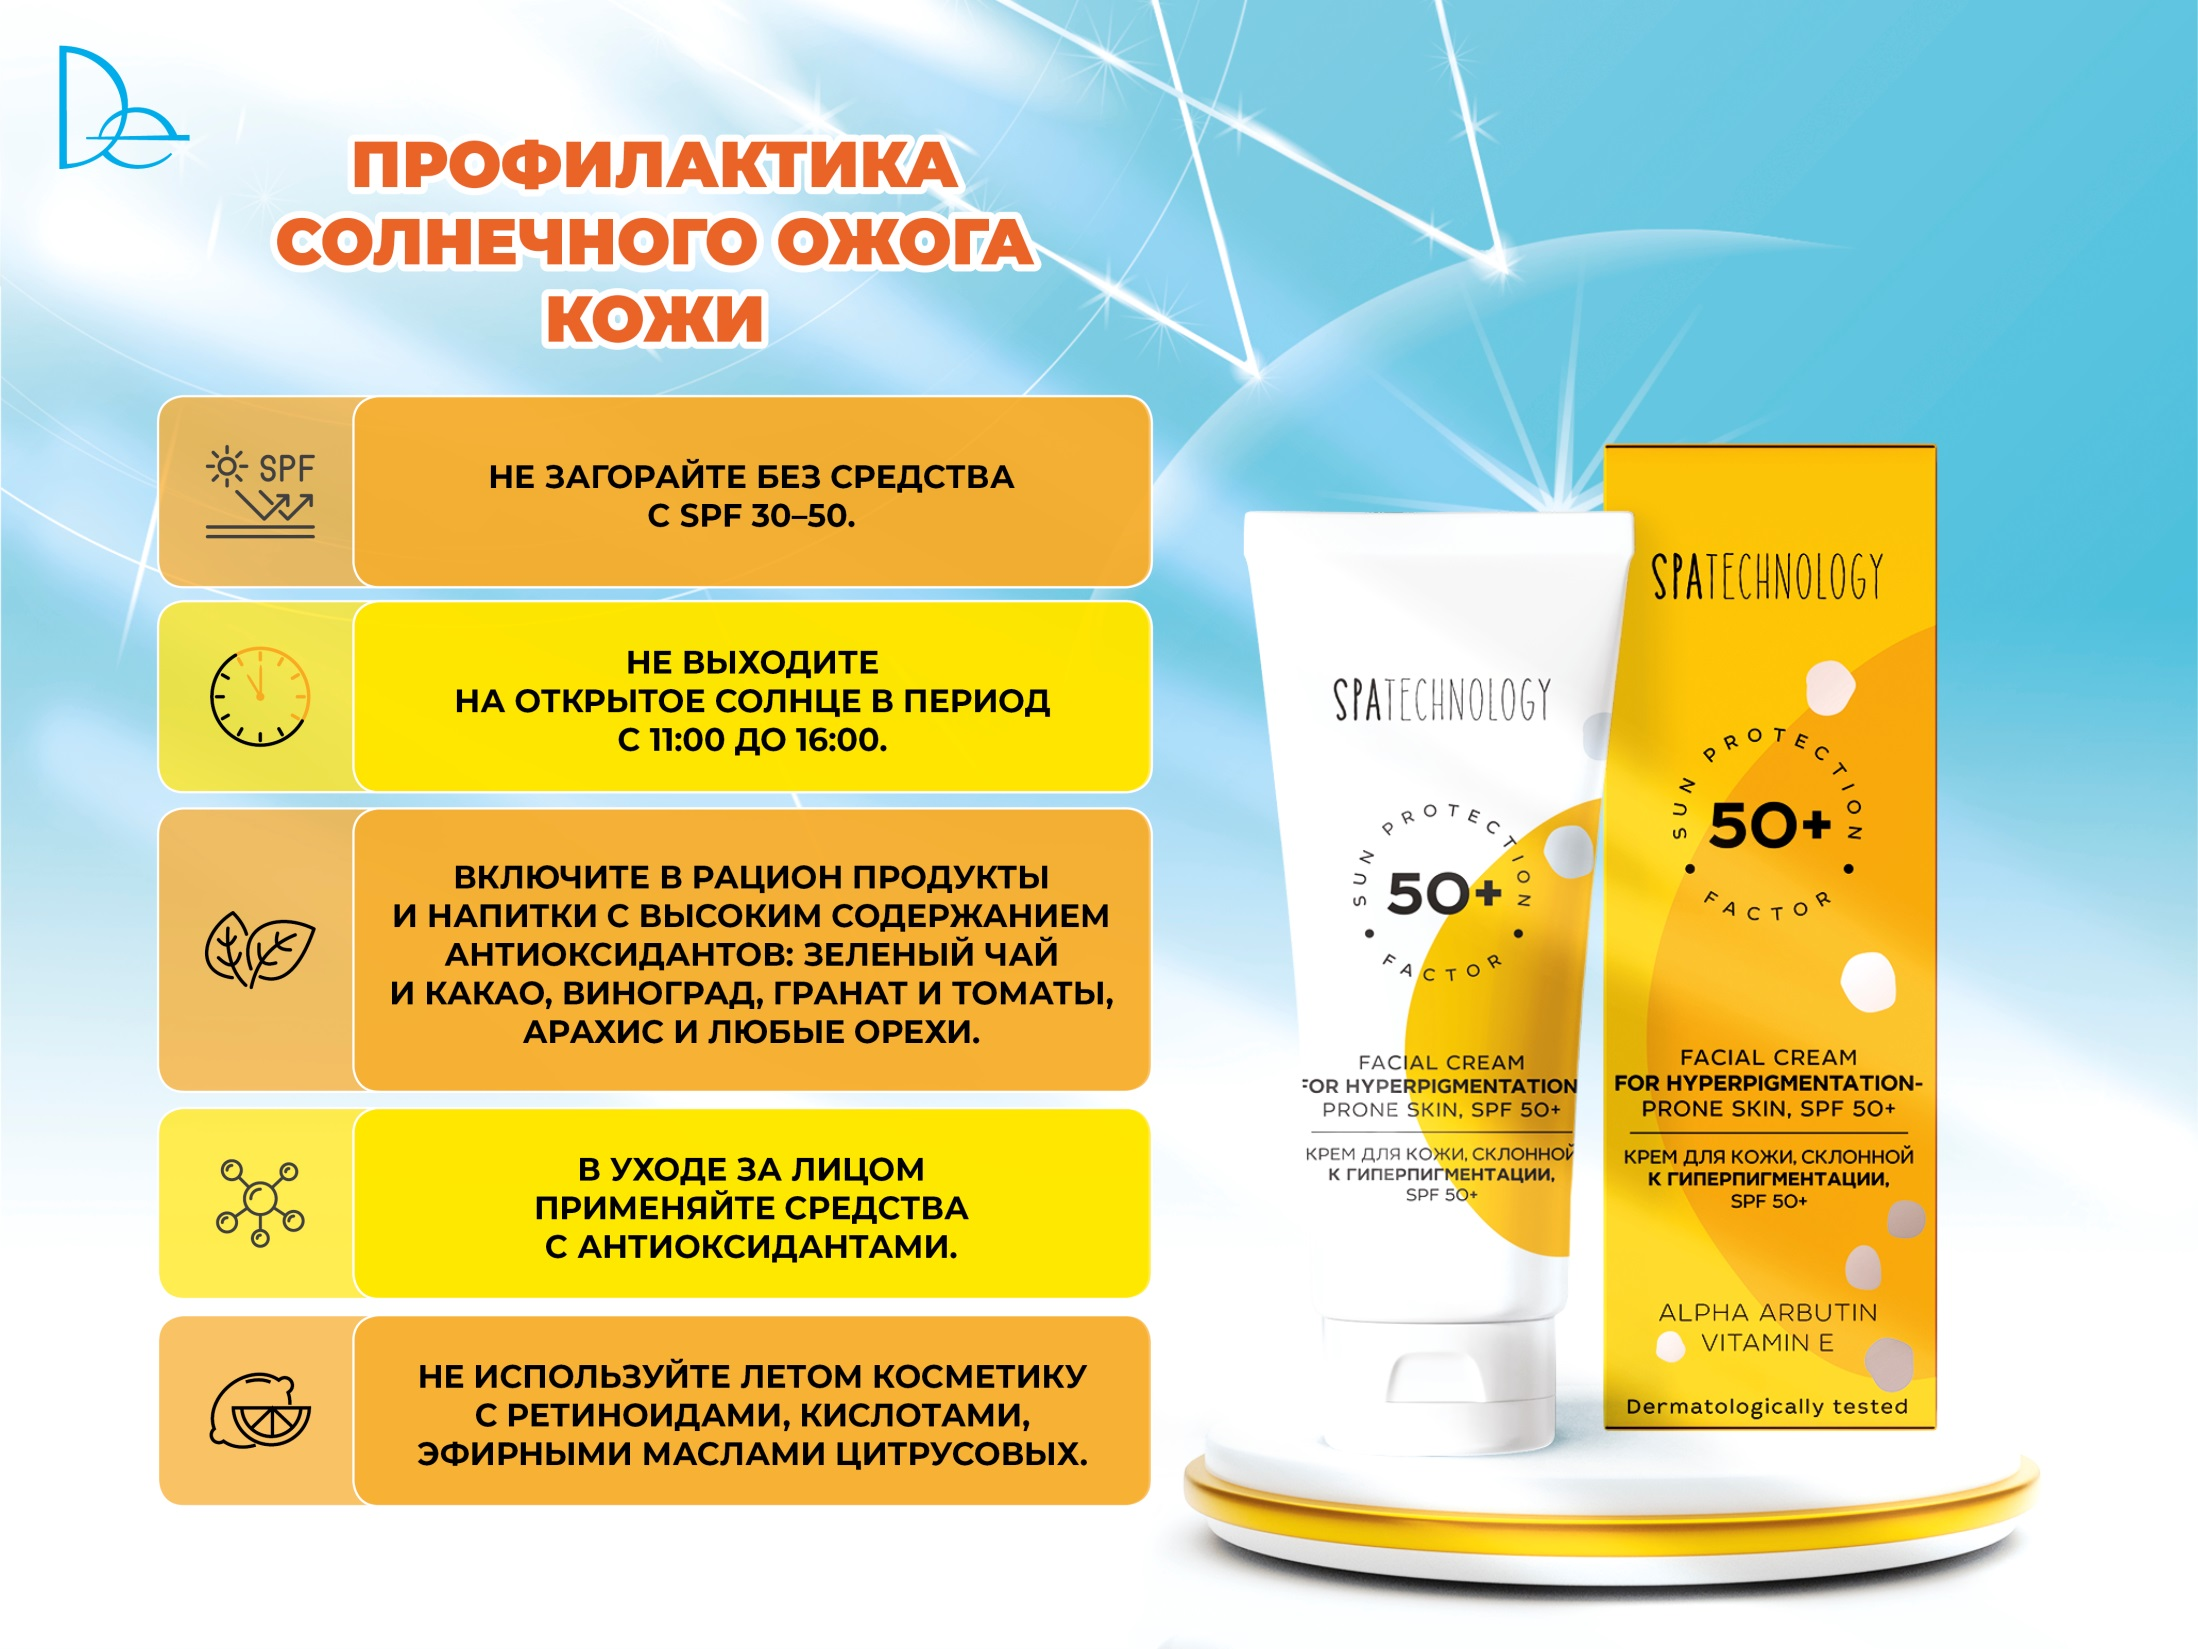 De
ПРОФИЛАКТИКА
СОЛНЕЧНОГО ОЖОГА
КОЖИ
SPF
НЕ ЗАГОРАЙТЕ БЕЗ СРЕДСТВА
С SPF 30–50.
НЕ ВЫХОДИТЕ
НА ОТКРЫТОЕ СОЛНЦЕ В ПЕРИОД
С 11:00 ДО 16:00.
ВКЛЮЧИТЕ В РАЦИОН ПРОДУКТЫ
И НАПИТКИ С ВЫСОКИМ СОДЕРЖАНИЕМ
АНТИОКСИДАНТОВ: ЗЕЛЕНЫЙ ЧАЙ
И КАКАО, ВИНОГРАД, ГРАНАТ И ТОМАТЫ,
АРАХИС И ЛЮБЫЕ ОРЕХИ.
В УХОДЕ ЗА ЛИЦОМ
ПРИМЕНЯЙТЕ СРЕДСТВА
С АНТИОКСИДАНТАМИ.
НЕ ИСПОЛЬЗУЙТЕ ЛЕТОМ КОСМЕТИКУ
С РЕТИНОИДАМИ, КИСЛОТАМИ,
ЭФИРНЫМИ МАСЛАМИ ЦИТРУСОВЫХ.
SPATECHNOLOGY
SUN PROTECTION
50+
FACTOR
FACIAL CREAM
FOR HYPERPIGMENTATION
PRONE SKIN, SPF 50+
КРЕМ ДЛЯ КОЖИ, СКЛОННОЙ
К ГИПЕРПИГМЕНТАЦИИ,
SPF 50+
SPATECHNOLOGY
SUN PROTECTION
50+
FACTOR
FACIAL CREAM
FOR HYPERPIGMENTATION-
PRONE SKIN, SPF 50+
КРЕМ ДЛЯ КОЖИ, СКЛОННОЙ
К ГИПЕРПИГМЕНТАЦИИ,
SPF 50+
ALPHA ARBUTIN
VITAMIN E
Dermatologically tested